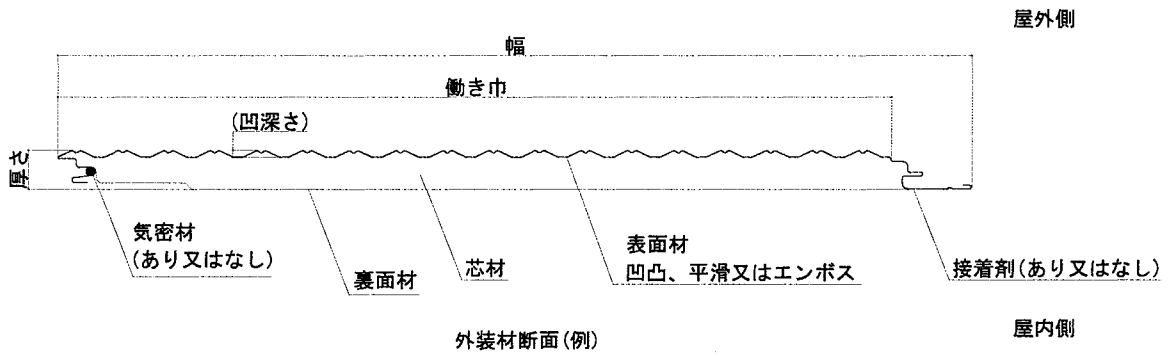 屋外側
幅
働き巾
(凹深さ)
厚さ
気密材
(あり又はなし)
裏面材
芯材
表面材
凹凸、平滑又はエンボス
接着剤(あり又はなし)
屋内側
外装材断面(例)